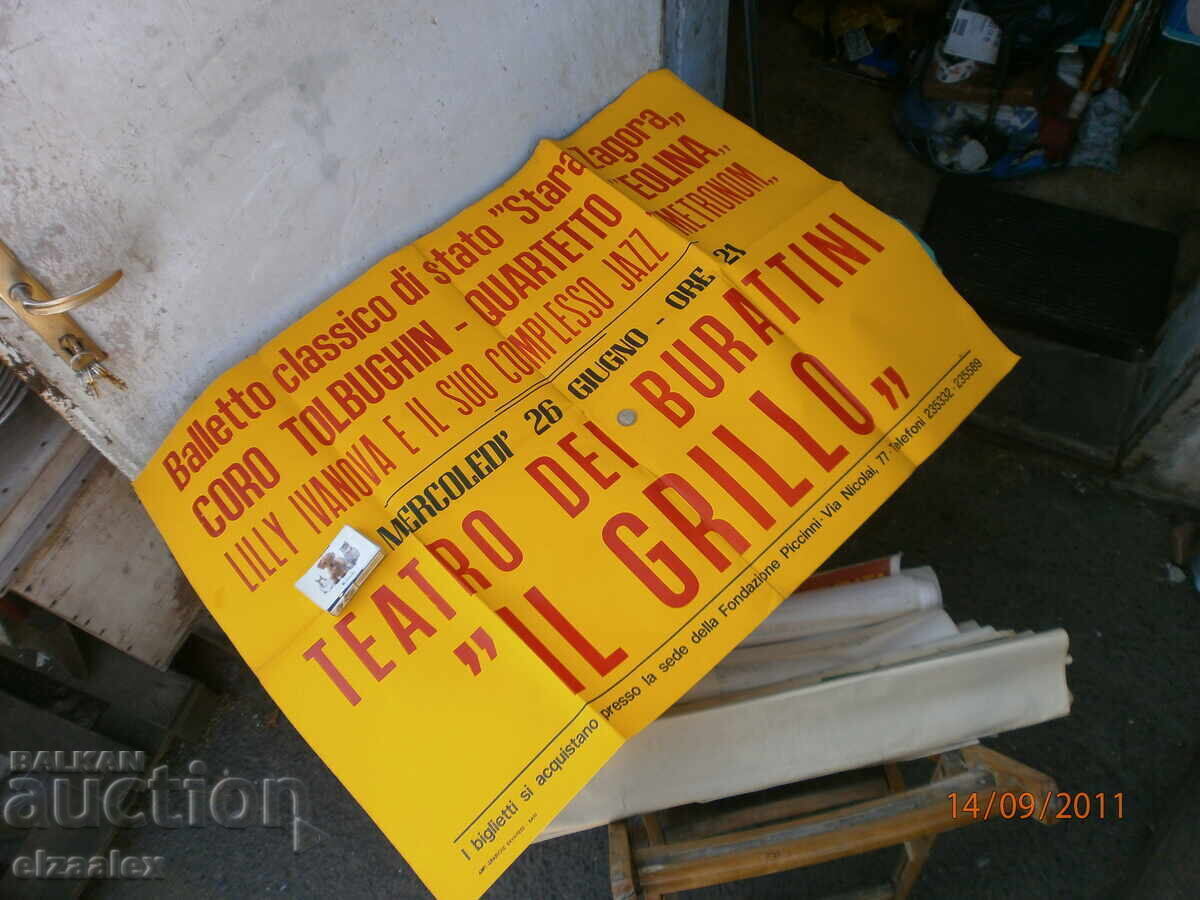 Balletto classico di stato "Stara Zagora„
CORO TOLBUGHIN - QUARTETTO "EOLINA„
LILLY IVANOVA E IL SUO COMPLESSO JAZZ "METRONOM„
MERCOLEDI' 26 GIUGNO - ORE 21
TEATRO DEI BURATTINI
„IL GRILLO„
I biglietti si acquistano presso la sede della Fondazione Piccinni - Via Nicolai, 77 - Telefoni 235332 - 235589
14/09/2011
BALKAN
auction
elzaalex